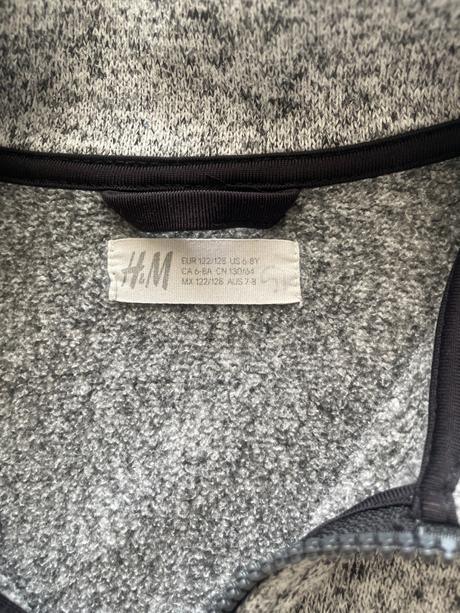 H&M
EUR 122/128 US 6-8Y
CA 6-8A CN 130/64
MX 122/128 AUS 7-8